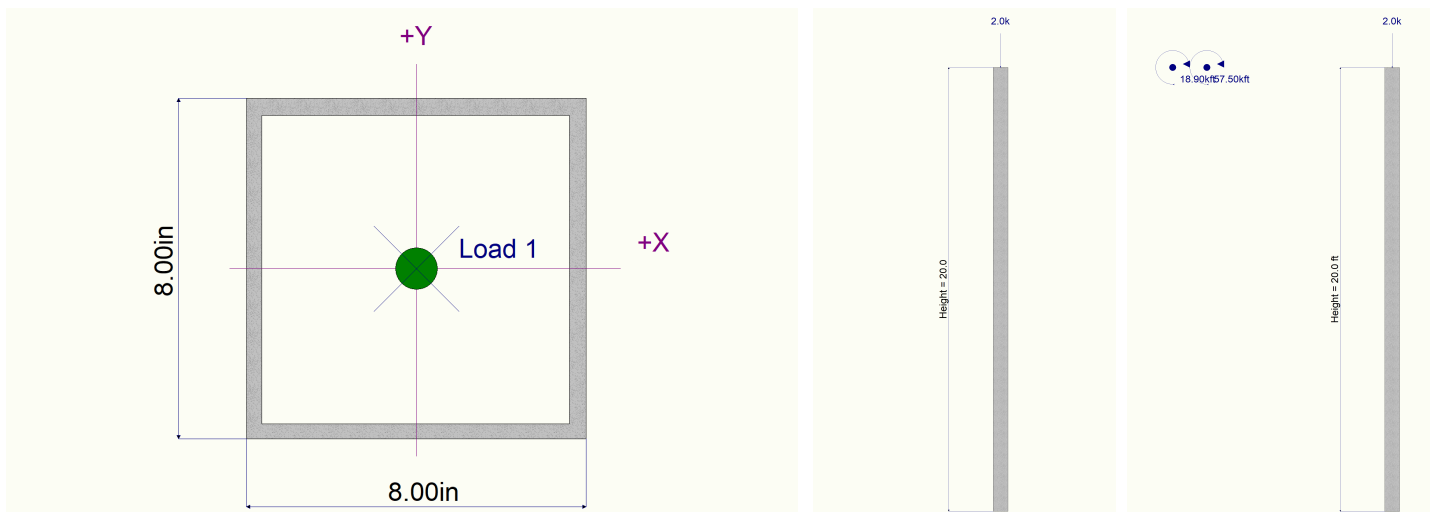 +Y
Load 1
+X
8.00in
8.00in
2.0k
Height = 20.0
2.0k
18.90kft
57.50kft
Height = 20.0 ft